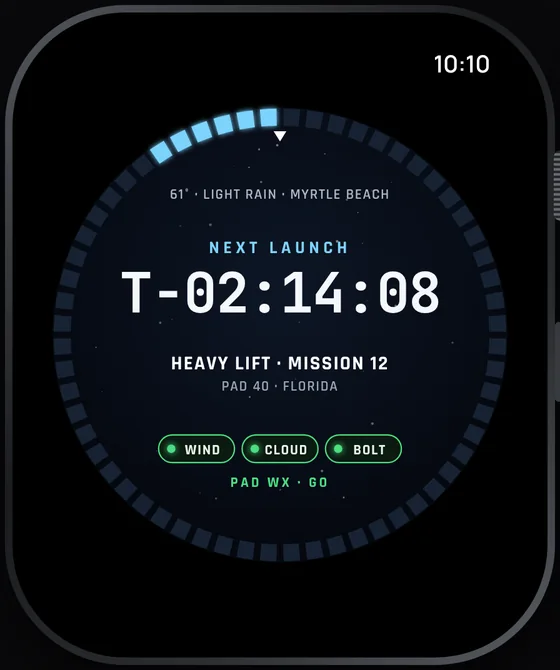 10:10
61° · LIGHT RAIN · MYRTLE BEACH
NEXT LAUNCH
T-02:14:08
HEAVY LIFT · MISSION 12
PAD 40 · FLORIDA
WIND CLOUD BOLT
PAD WX · GO